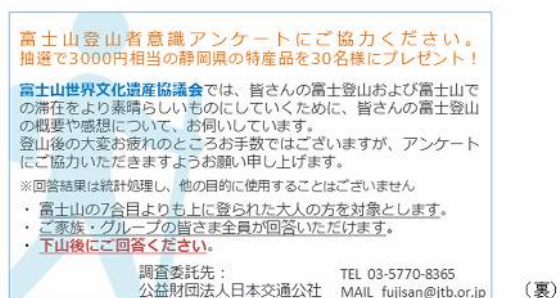 富士山登山者意識アンケートにご協力ください。
抽選で3000円相当の静岡県の特産品を30名様にプレゼント！
富士山世界文化遺産協議会では、皆さんの富士登山および富士山で
の滞在をより素晴らしいものにしていくために、皆さんの富士登山
の概要や感想について、お伺いしています。
登山後の大変お疲れのところお手数ではございますが、アンケート
にご協力いただきますようお願い申し上げます。
※回答結果は統計処理し、他の目的に使用することはございません
・ 富士山の7合目よりも上に登られた大人の方を対象とします。
・ ご家族・グループの皆さま全員が回答いただけます。
・ 下山後にご回答ください。
調査委託先： TEL 03-5770-8365
公益財団法人日本交通公社 MAIL fujisan@jtb.or.jp
（裏）